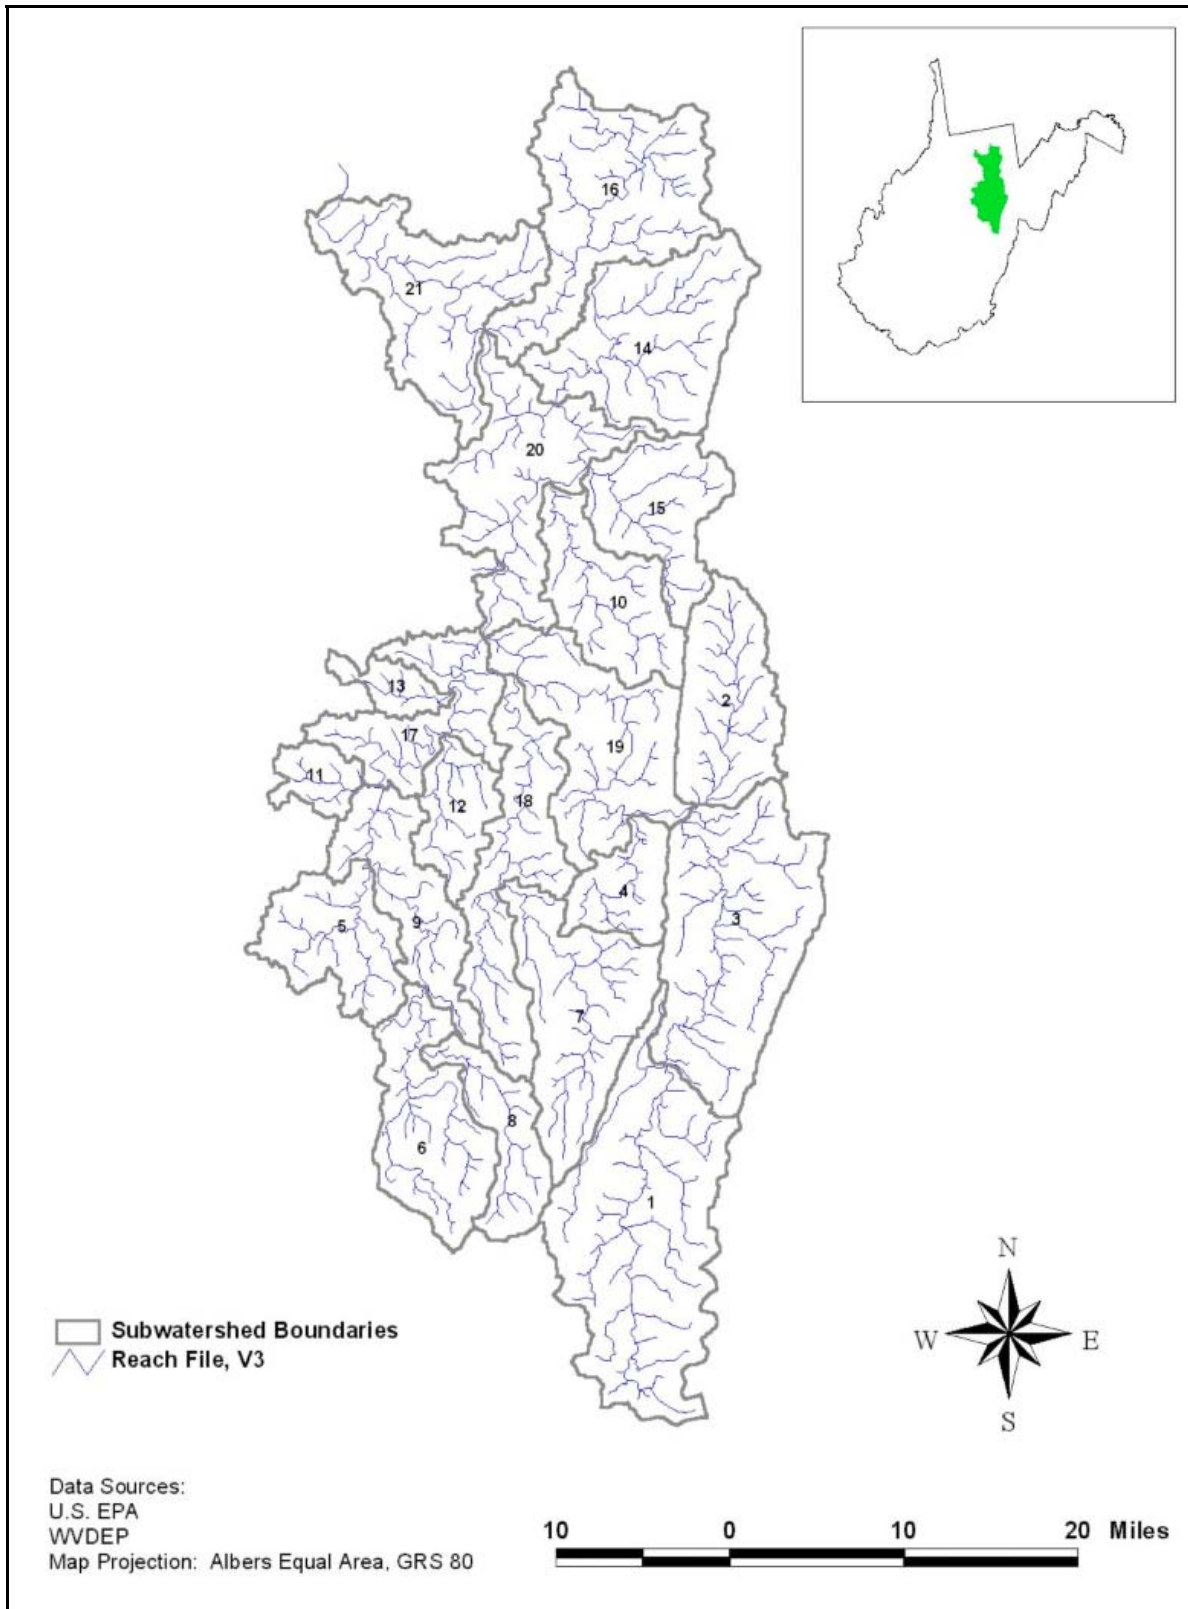 16
21
14
20
15
10
2
13
17
19
11
12
18
4
3
5
9
7
8
6
1
N
W
E
S
Subwatershed Boundaries
Reach File, V3
Data Sources:
U.S. EPA
WVDEP
Map Projection: Albers Equal Area, GRS 80
10 0 10 20 Miles